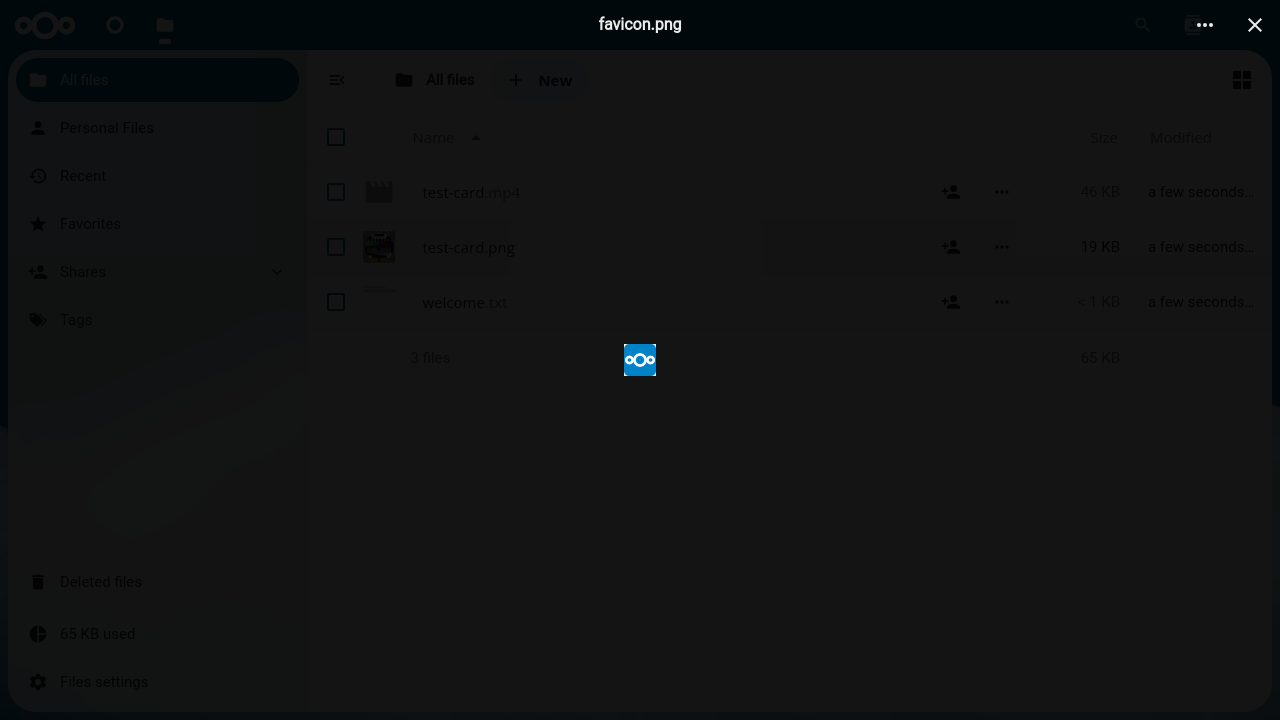 favicon.png
All files
Personal Files
Recent
Favorites
Shares
Tags
Deleted files
65 KB used
Files settings
All files
New
Name
Size
Modified
test-card.mp4
46 KB
a few seconds…
test-card.png
19 KB
a few seconds…
welcome.txt
< 1 KB
a few seconds…
3 files
65 KB